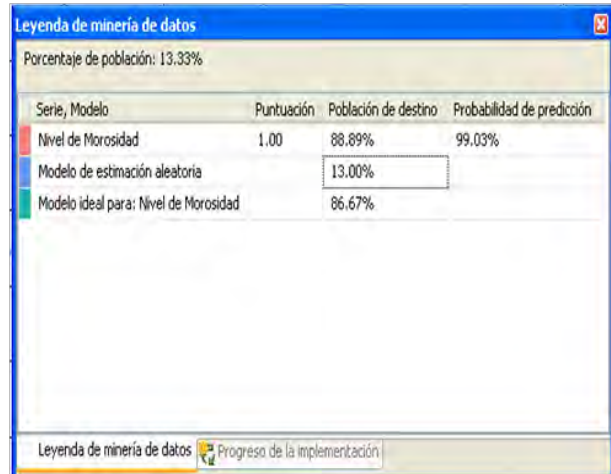 Leyenda de minería de datos
Porcentaje de población: 13.33%
Serie, Modelo Puntuación Población de destino Probabilidad de predicción
Nivel de Morosidad 1.00 88.89% 99.03%
Modelo de estimación aleatoria 13.00%
Modelo ideal para: Nivel de Morosidad 86.67%
Leyenda de minería de datos Progreso de la implementación